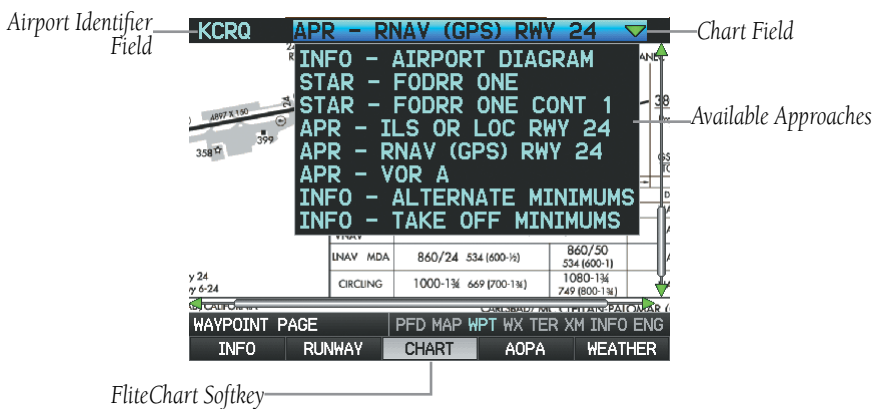 Airport Identifier
Field
KCRQ
APR – RNAV (GPS) RWY 24
Chart Field
INFO – AIRPORT DIAGRAM
STAR – FODRR ONE
STAR – FODRR ONE CONT 1
APR – ILS OR LOC RWY 24
APR – RNAV (GPS) RWY 24
APR – VOR A
INFO – ALTERNATE MINIMUMS
INFO – TAKE OFF MINIMUMS
Available Approaches
4897 X 150
399
358
LNAV MDA 860/24 534 (600-½) 860/50 534 (600-1)
CIRCLING 1000-1¾ 669 (700-1¾) 1080-1¾ 749 (800-1¾)
y 24
y 6-24
WAYPOINT PAGE PFD MAP WPT WX TER XM INFO ENG
INFO RUNWAY CHART AOPA WEATHER
FliteChart Softkey